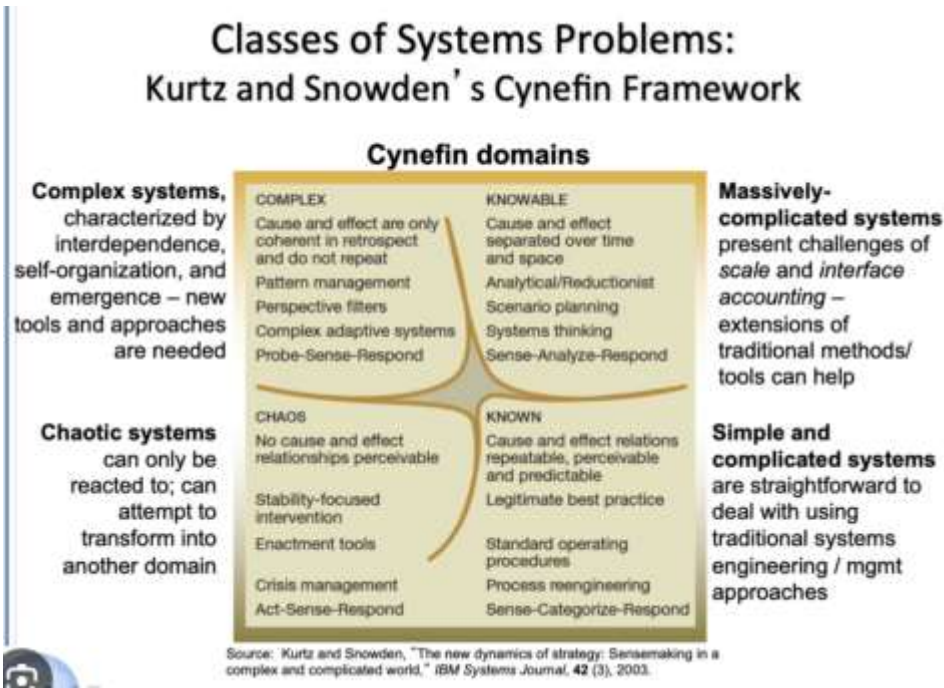 Classes of Systems Problems:
Kurtz and Snowden's Cynefin Framework
Cynefin domains
Complex systems,
characterized by
interdependence,
self-organization, and
emergence – new
tools and approaches
are needed
COMPLEX
Cause and effect are only
coherent in retrospect
and do not repeat
Pattern management
Perspective filters
Complex adaptive systems
Probe-Sense-Respond
KNOWABLE
Cause and effect
separated over time
and space
Analytical/Reductionist
Scenario planning
Systems thinking
Sense-Analyze-Respond
Massively-
complicated systems
present challenges of
scale and interface
accounting –
extensions of
traditional methods/
tools can help
Chaotic systems
can only be
reacted to; can
attempt to
transform into
another domain
CHAOS
No cause and effect
relationships perceivable
Stability-focused
intervention
Enactment tools
Crisis management
Act-Sense-Respond
KNOWN
Cause and effect relations
repeatable, perceivable
and predictable
Legitimate best practice
Standard operating
procedures
Process reengineering
Sense-Categorize-Respond
Simple and
complicated systems
are straightforward to
deal with using
traditional systems
engineering / mgmt
approaches
Source: Kurtz and Snowden, "The new dynamics of strategy: Sensemaking in a
complex and complicated world," IBM Systems Journal, 42 (3), 2003.